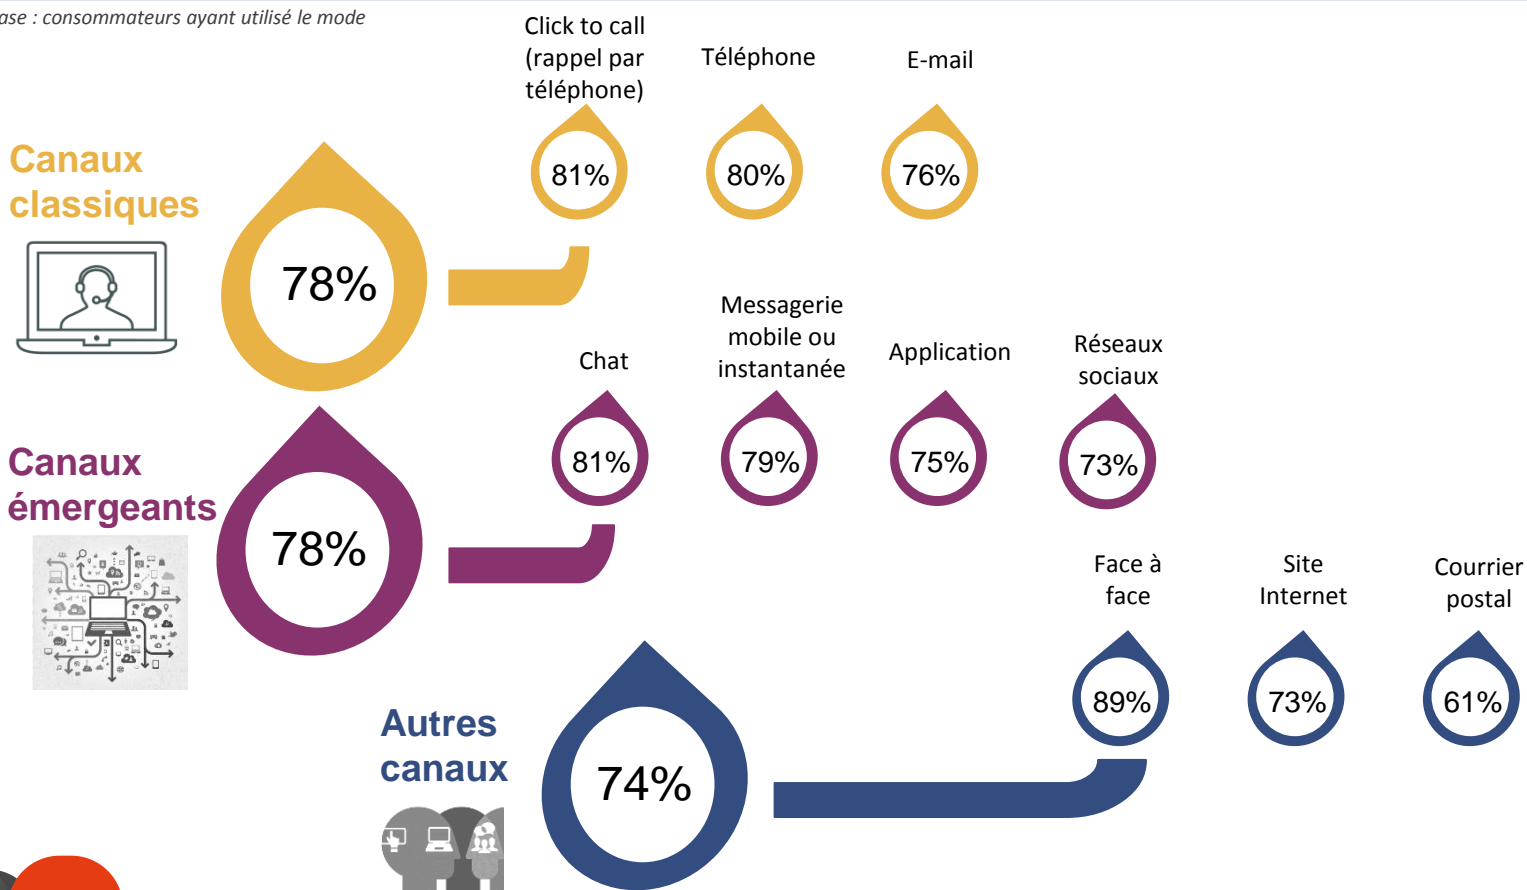 ase : consommateurs ayant utilisé le mode
Click to call
(rappel par
téléphone)
Téléphone
E-mail
Canaux
classiques
81%
80%
76%
78%
Chat
Messagerie
mobile ou
instantanée
Application
Réseaux
sociaux
Canaux
émergeants
81%
79%
75%
73%
78%
Face à
face
Site
Internet
Courrier
postal
89%
73%
61%
Autres
canaux
74%